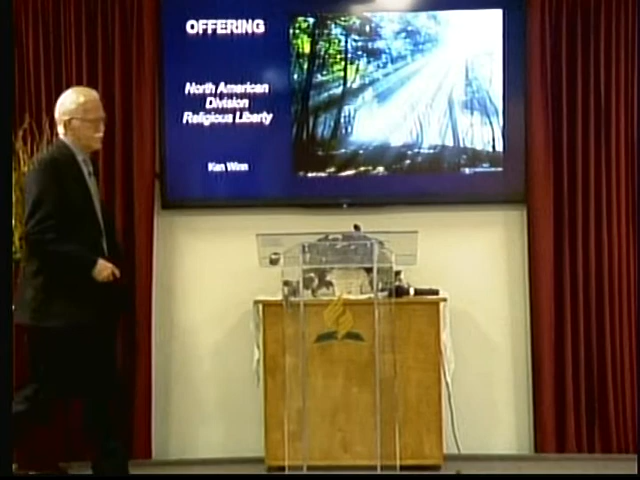 OFFERING
North American
Division
Religious Liberty
Ken Winn